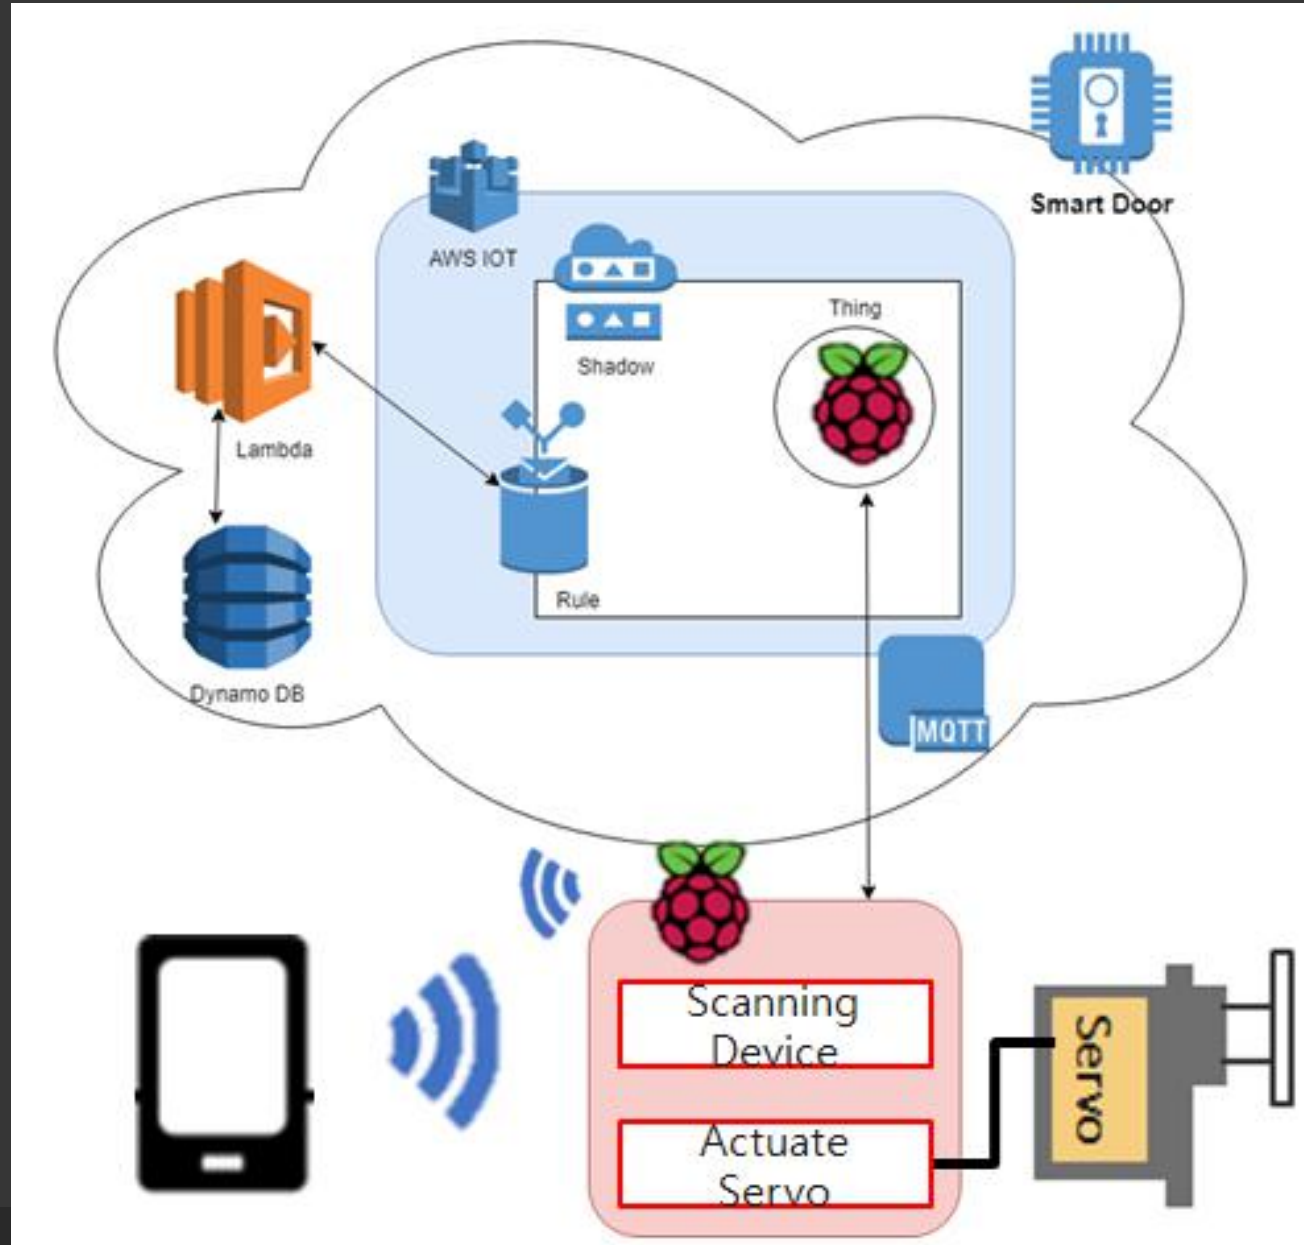 Smart Door
AWS IOT
Thing
Shadow
Lambda
Rule
Dynamo DB
MQTT
Scanning
Device
Servo
Actuate
Servo